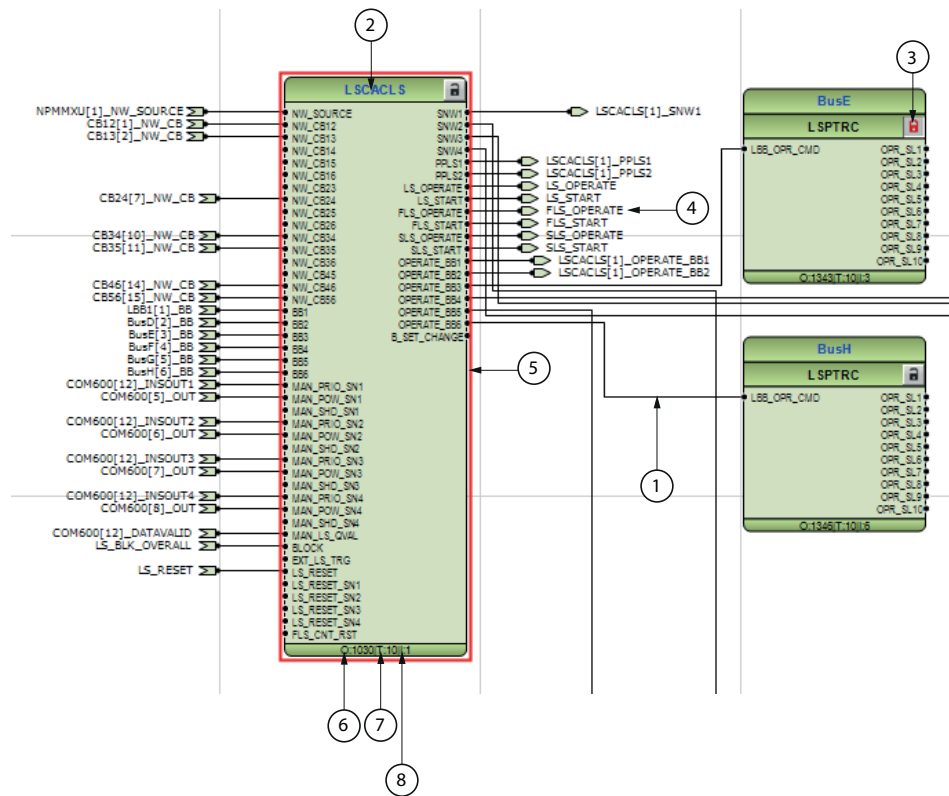 2
3
LSCACLS
BusE
LSPTRC
NPMMXU[1]_NW_SOURCE
CB12[1]_NW_CB
CB13[2]_NW_CB
CB24[7]_NW_CB
CB34[10]_NW_CB
CB35[11]_NW_CB
CB46[14]_NW_CB
CB56[15]_NW_CB
LBB1[1]_BB
BusD[2]_BB
BusE[3]_BB
BusF[4]_BB
BusG[5]_BB
BusH[6]_BB
COM600[12]_INSOUT1
COM600[5]_OUT
COM600[12]_INSOUT2
COM600[6]_OUT
COM600[12]_INSOUT3
COM600[7]_OUT
COM600[12]_INSOUT4
COM600[8]_OUT
COM600[12]_DATAVALID
LS_BLK_OVERALL
LS_RESET
NW_SOURCE
NW_CB12
NW_CB13
NW_CB14
NW_CB15
NW_CB16
NW_CB23
NW_CB24
NW_CB25
NW_CB26
NW_CB34
NW_CB35
NW_CB36
NW_CB45
NW_CB46
NW_CB56
BB1
BB2
BB3
BB4
BB5
BB6
MAN_PRIO_SN1
MAN_POW_SN1
MAN_SHD_SN1
MAN_PRIO_SN2
MAN_POW_SN2
MAN_SHD_SN2
MAN_PRIO_SN3
MAN_POW_SN3
MAN_SHD_SN3
MAN_PRIO_SN4
MAN_POW_SN4
MAN_SHD_SN4
MAN_LS_QVAL
BLOCK
EXT_LS_TRG
LS_RESET
LS_RESET_SN1
LS_RESET_SN2
LS_RESET_SN3
LS_RESET_SN4
FLS_CNT_RST
SNW1
SNW2
SNW3
SNW4
PPLS1
PPLS2
LS_OPERATE
LS_START
FLS_OPERATE
FLS_START
SLS_OPERATE
SLS_START
OPERATE_BB1
OPERATE_BB2
OPERATE_BB3
OPERATE_BB4
OPERATE_BB5
OPERATE_BB6
B_SET_CHANGE
O:1030|T:10|I:1
LSCACLS[1]_SNW1
LSCACLS[1]_PPLS1
LSCACLS[1]_PPLS2
LS_OPERATE
LS_START
FLS_OPERATE
FLS_START
SLS_OPERATE
SLS_START
LSCACLS[1]_OPERATE_BB1
LSCACLS[1]_OPERATE_BB2
4
5
LBB_OPR_CMD
OPR_SL1
OPR_SL2
OPR_SL3
OPR_SL4
OPR_SL5
OPR_SL6
OPR_SL7
OPR_SL8
OPR_SL9
OPR_SL10
O:1343|T:10|I:3
BusH
LSPTRC
LBB_OPR_CMD
OPR_SL1
OPR_SL2
OPR_SL3
OPR_SL4
OPR_SL5
OPR_SL6
OPR_SL7
OPR_SL8
OPR_SL9
OPR_SL10
O:1346|T:10|I:6
1
6
7
8